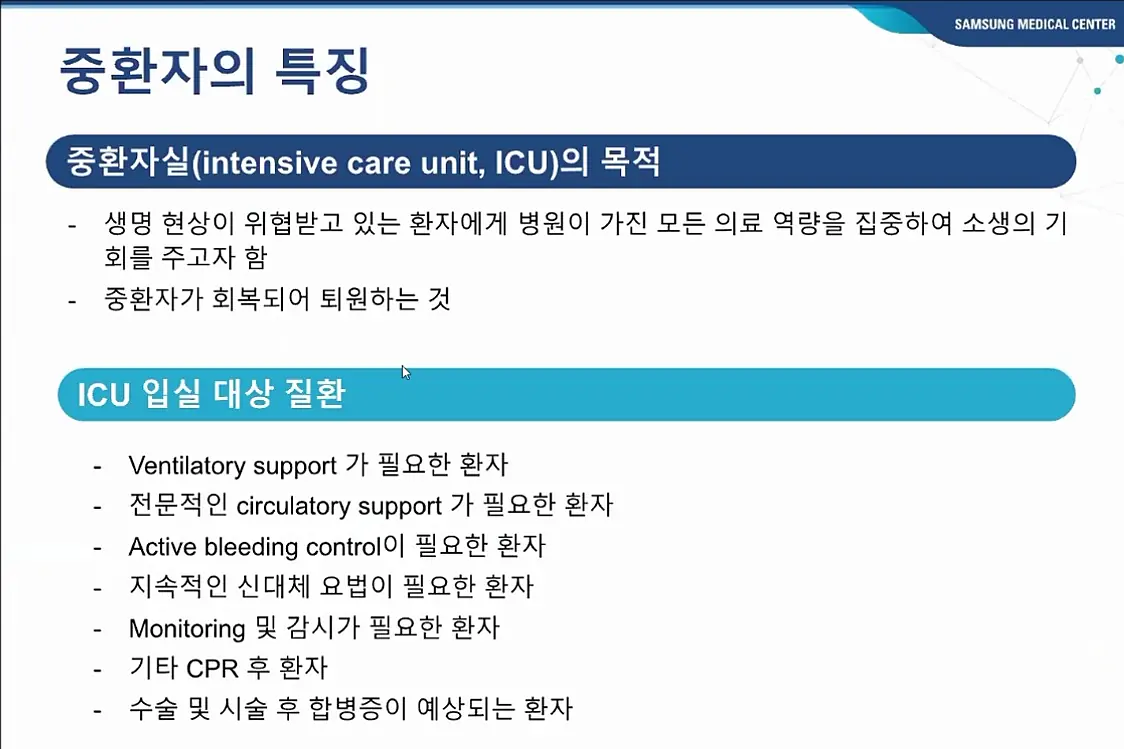 SAMSUNG MEDICAL CENTER
중환자의 특징
중환자실(intensive care unit, ICU)의 목적
- 생명 현상이 위협받고 있는 환자에게 병원이 가진 모든 의료 역량을 집중하여 소생의 기
회를 주고자 함
- 중환자가 회복되어 퇴원하는 것
ICU 입실 대상 질환
- Ventilatory support 가 필요한 환자
- 전문적인 circulatory support 가 필요한 환자
- Active bleeding control이 필요한 환자
- 지속적인 신대체 요법이 필요한 환자
- Monitoring 및 감시가 필요한 환자
- 기타 CPR 후 환자
- 수술 및 시술 후 합병증이 예상되는 환자